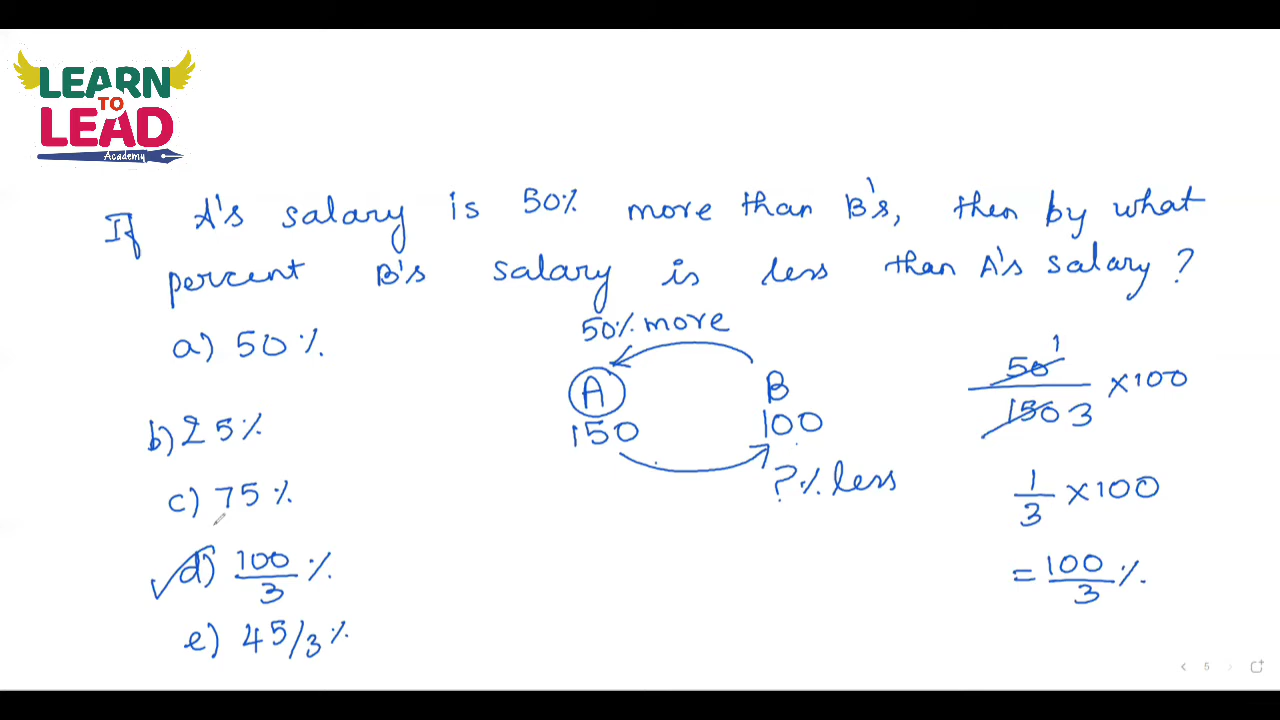 LEARN
TO
LEAD
Academy
If A's salary is 50% more than B's, then by what
percent B's salary is less than A's salary?
a) 50%
b) 25%
c) 75%
d) 100/3 %
e) 45/3 %
50% more
A B
150 100
?% less
50 1
150 3 ×100
1/3 ×100
= 100/3 %
5